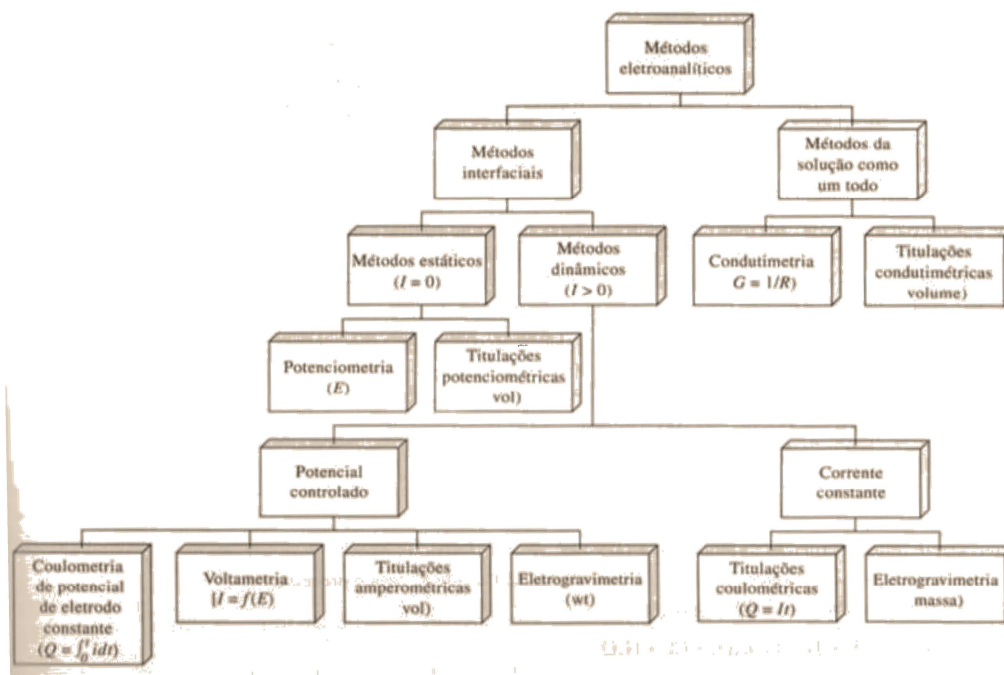 Métodos
eletroanalíticos
Métodos
interfaciais
Métodos da
solução como
um todo
Métodos estáticos
(I = 0)
Métodos
dinâmicos
(I > 0)
Condutimetria
G = 1/R)
Titulações
condutimétricas
volume)
Potenciometria
(E)
Titulações
potenciométricas
vol)
Potencial
controlado
Corrente
constante
Coulometria
de potencial
de eletrodo
constante
(Q = ∫₀ᵗ idt)
Voltametria
[I = f(E)
Titulações
amperométricas
vol)
Eletrogravimetria
(wt)
Titulações
coulométricas
(Q = It)
Eletrogravimetria
massa)